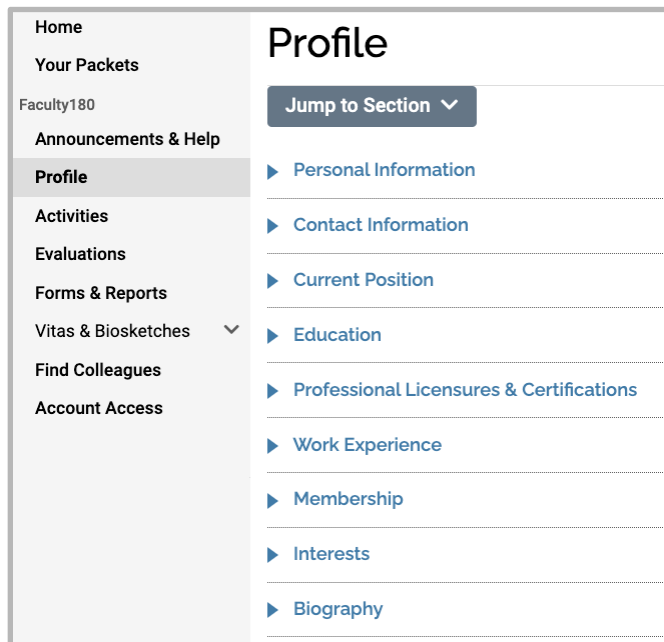 Home
Your Packets
Faculty180
Announcements & Help
Profile
Activities
Evaluations
Forms & Reports
Vitas & Biosketches
Find Colleagues
Account Access
Profile
Jump to Section
Personal Information
Contact Information
Current Position
Education
Professional Licensures & Certifications
Work Experience
Membership
Interests
Biography